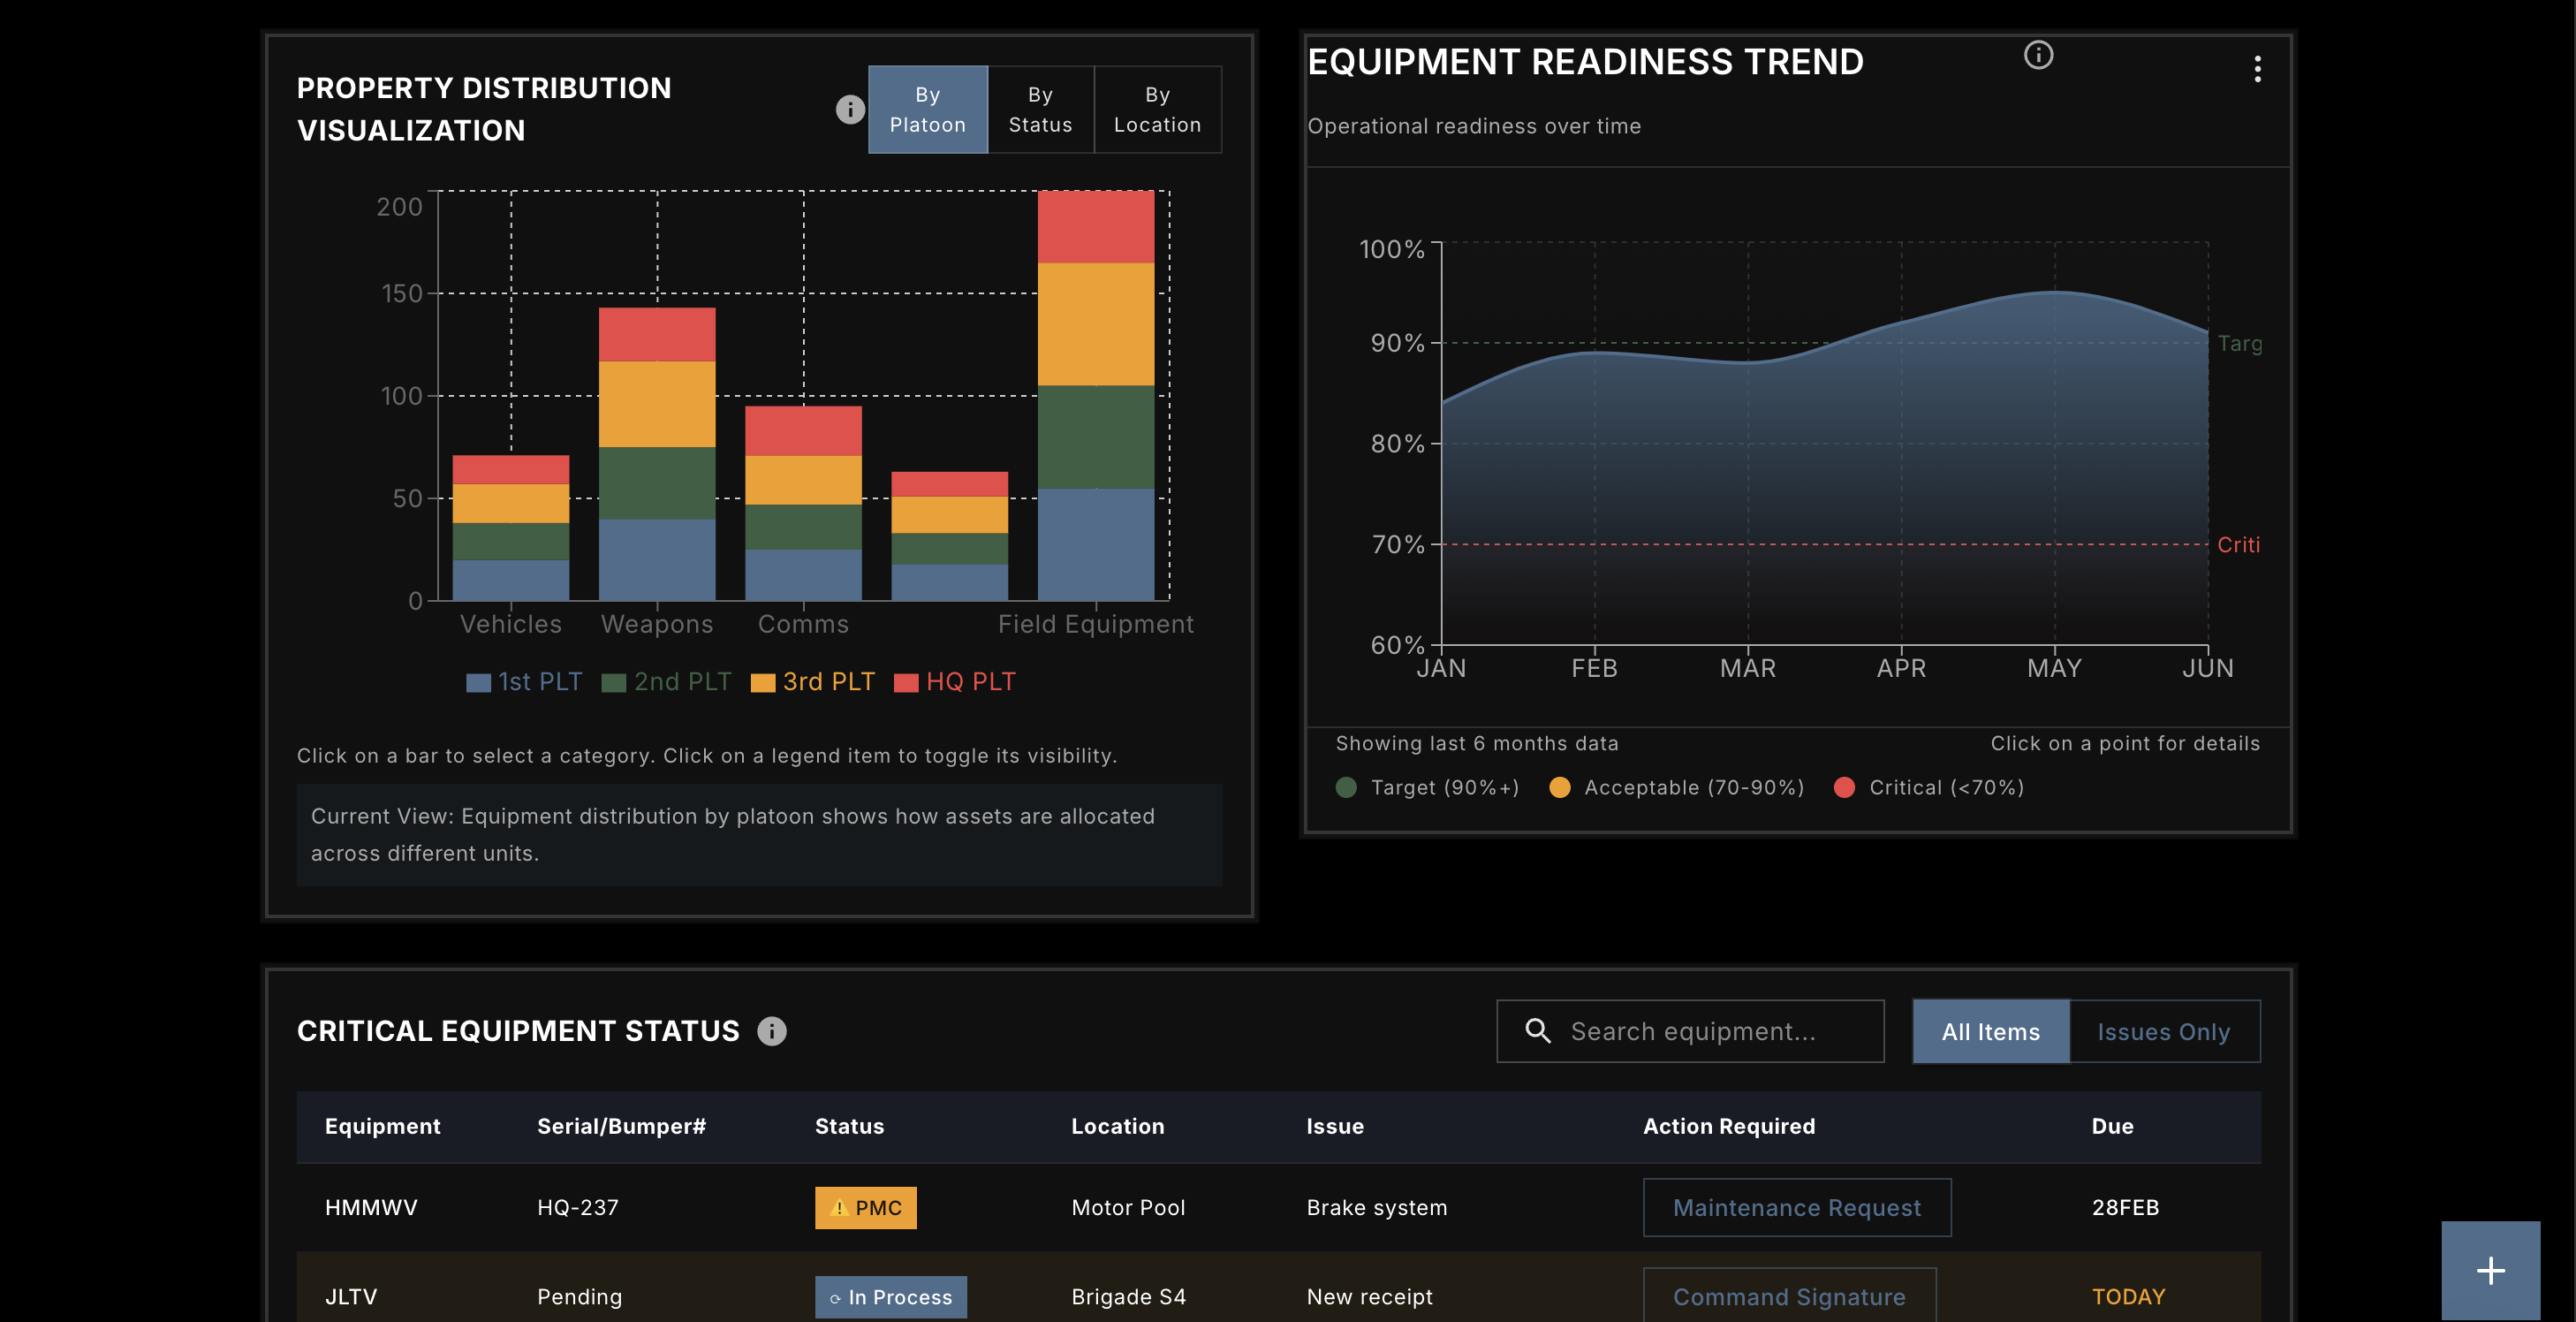 PROPERTY DISTRIBUTION
VISUALIZATION
By
Platoon
By
Status
By
Location
200
150
100
50
0
Vehicles
Weapons
Comms
Field Equipment
1st PLT
2nd PLT
3rd PLT
HQ PLT
Click on a bar to select a category. Click on a legend item to toggle its visibility.
Current View: Equipment distribution by platoon shows how assets are allocated
across different units.
EQUIPMENT READINESS TREND
Operational readiness over time
100%
90%
80%
70%
60%
Targ
Criti
JAN
FEB
MAR
APR
MAY
JUN
Showing last 6 months data
Click on a point for details
Target (90%+)
Acceptable (70-90%)
Critical (<70%)
CRITICAL EQUIPMENT STATUS
Search equipment...
All Items
Issues Only
Equipment Serial/Bumper# Status Location Issue Action Required Due
HMMWV HQ-237 PMC Motor Pool Brake system Maintenance Request 28FEB
JLTV Pending In Process Brigade S4 New receipt Command Signature TODAY